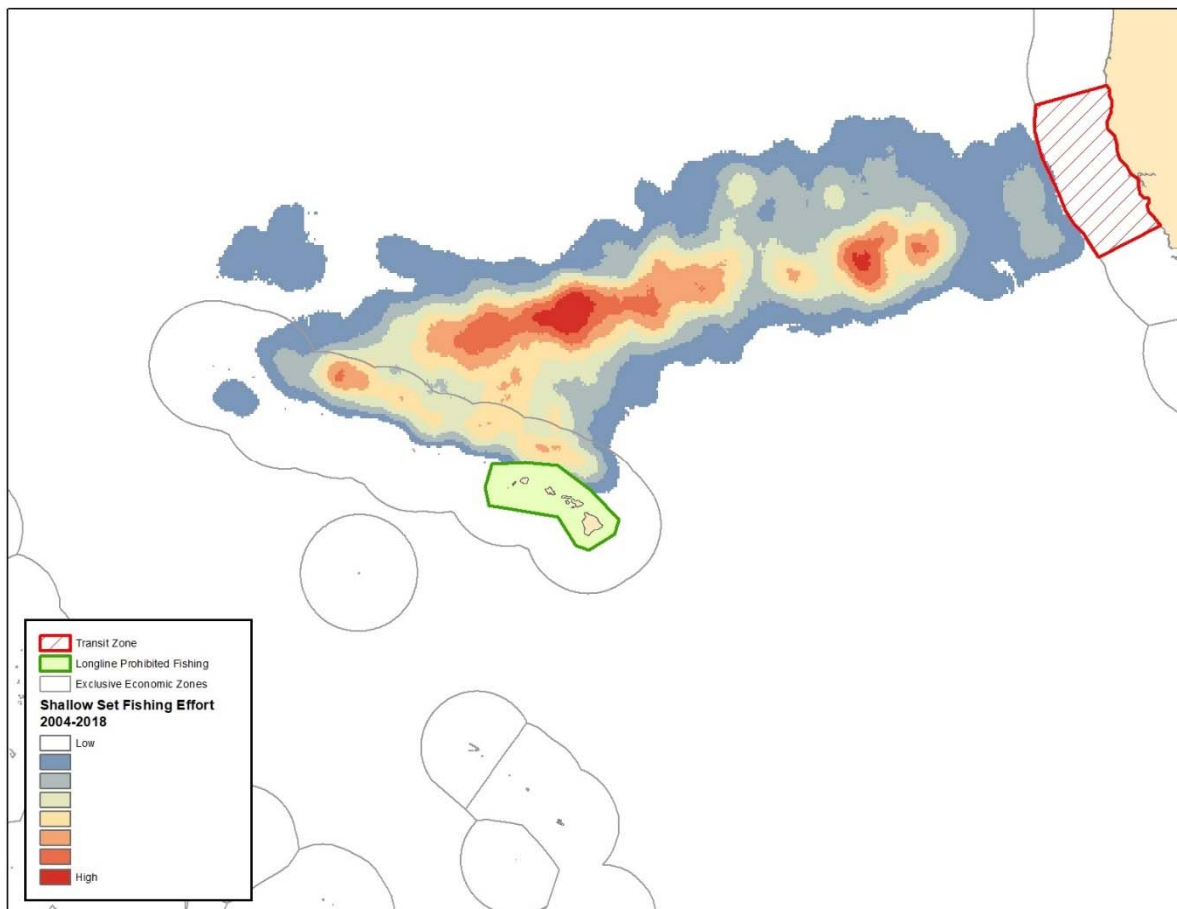 Transit Zone
Longline Prohibited Fishing
Exclusive Economic Zones
Shallow Set Fishing Effort
2004-2018
Low
High